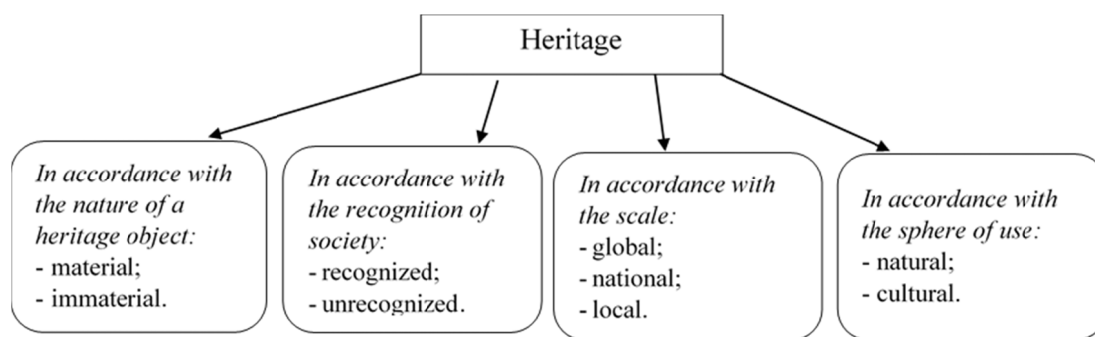 Heritage
In accordance with
the nature of a
heritage object:
- material;
- immaterial.
In accordance with
the recognition of
society:
- recognized;
- unrecognized.
In accordance with
the scale:
- global;
- national;
- local.
In accordance with
the sphere of use:
- natural;
- cultural.